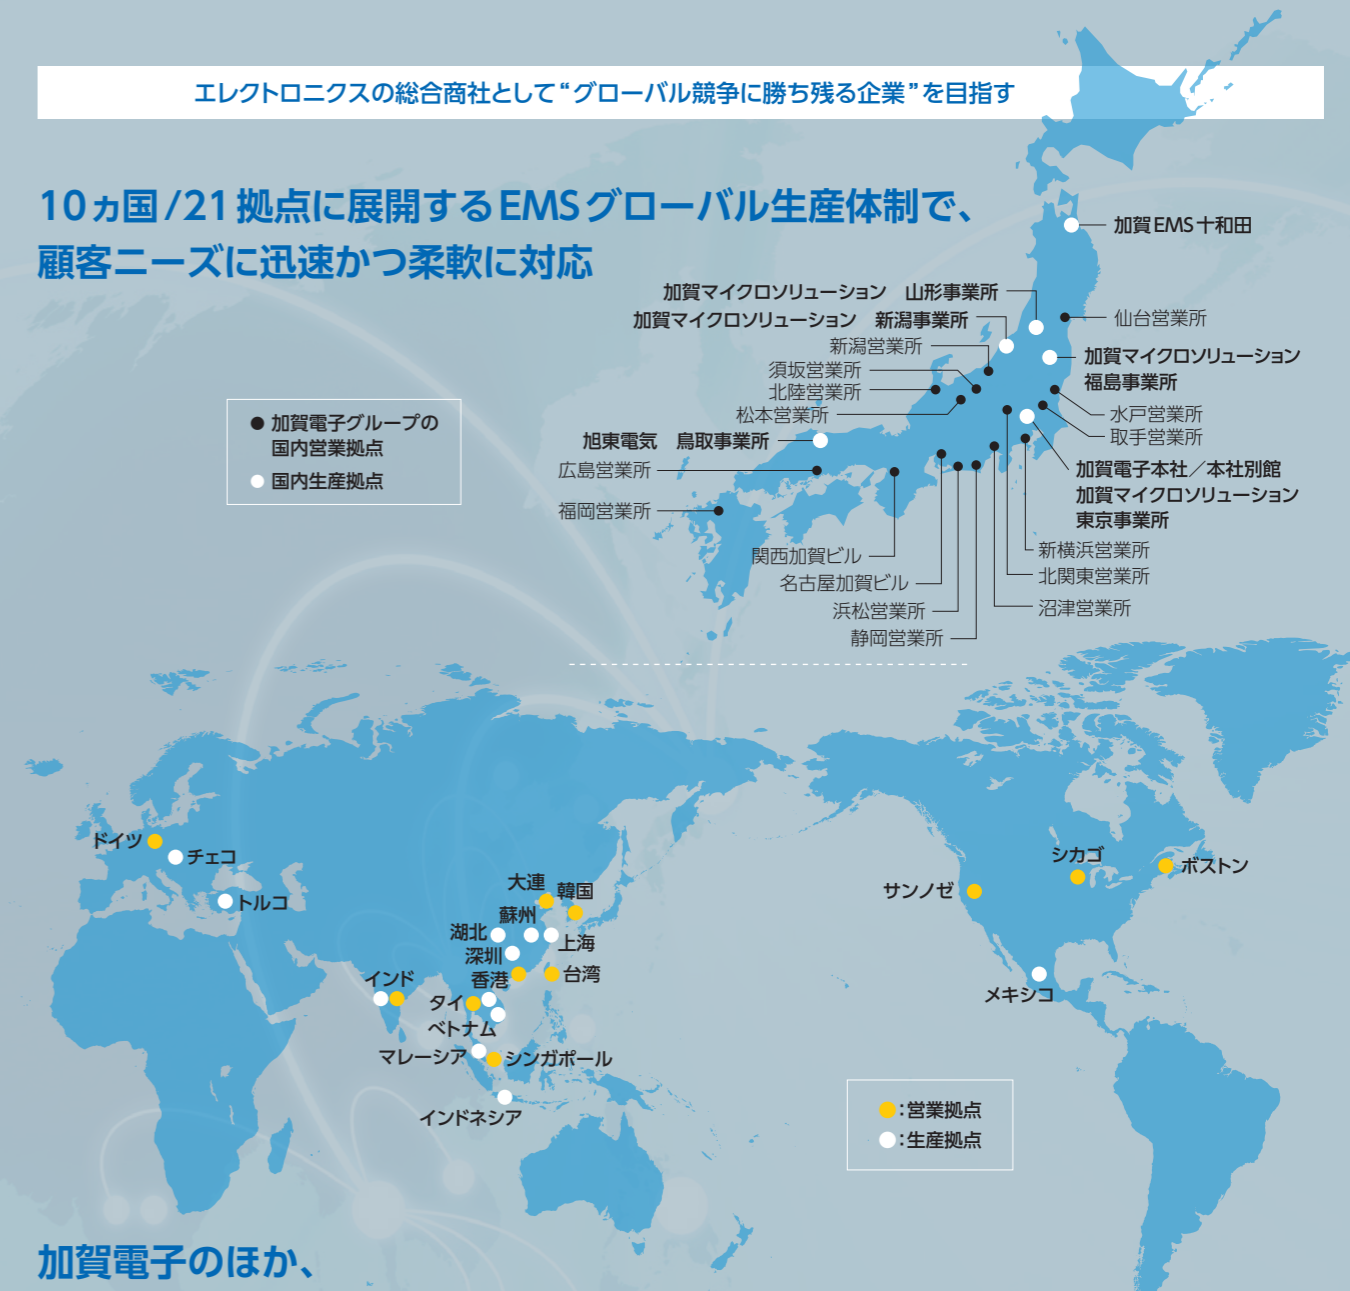 エレクトロニクスの総合商社として“グローバル競争に勝ち残る企業”を目指す
10ヵ国/21拠点に展開するEMSグローバル生産体制で、
顧客ニーズに迅速かつ柔軟に対応
加賀EMS十和田
加賀マイクロソリューション　山形事業所
加賀マイクロソリューション　新潟事業所
仙台営業所
新潟営業所
加賀マイクロソリューション
福島事業所
須坂営業所
北陸営業所
松本営業所
水戸営業所
取手営業所
旭東電気　鳥取事業所
広島営業所
福岡営業所
加賀電子本社／本社別館
加賀マイクロソリューション
東京事業所
関西加賀ビル
名古屋加賀ビル
浜松営業所
静岡営業所
新横浜営業所
北関東営業所
沼津営業所
加賀電子グループの
国内営業拠点
国内生産拠点
ドイツ
チェコ
トルコ
大連
韓国
蘇州
湖北
上海
深圳
香港
台湾
インド
タイ
ベトナム
マレーシア
シンガポール
インドネシア
サンノゼ
シカゴ
ボストン
メキシコ
：営業拠点
：生産拠点
加賀電子のほか、